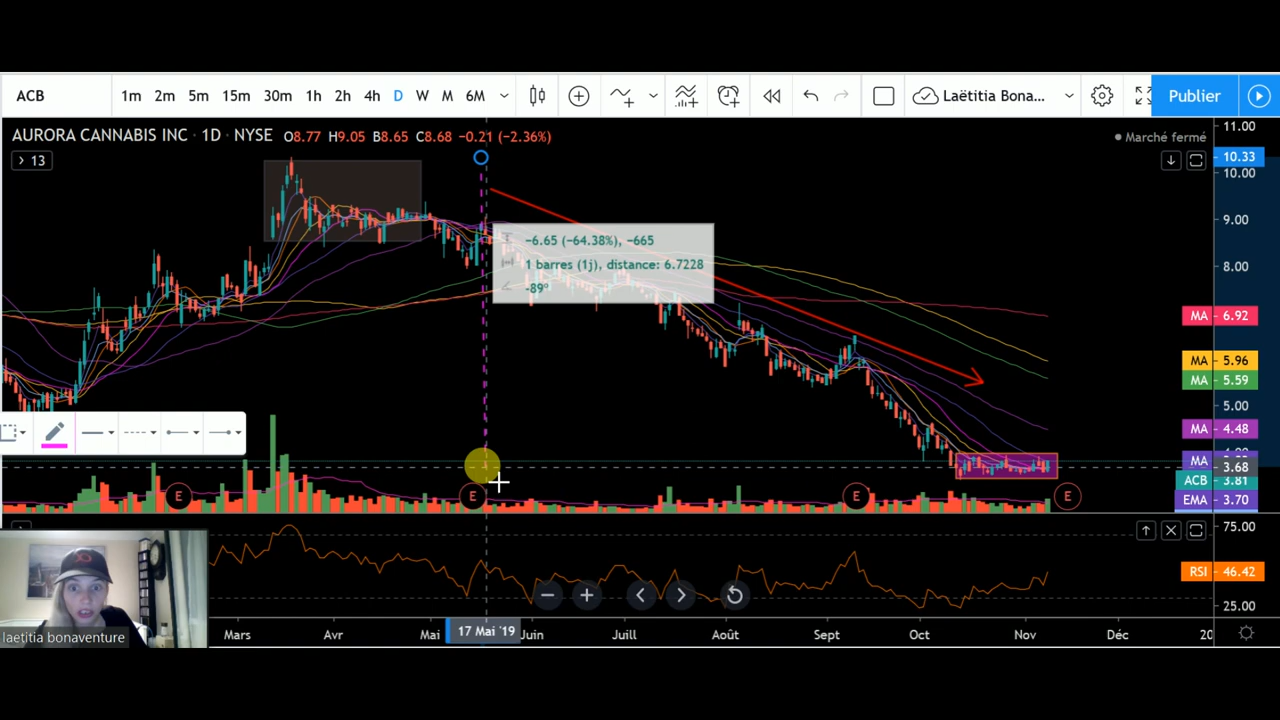 ACB 1m 2m 5m 15m 30m 1h 2h 4h D W M 6M Laëtitia Bona... Publier
AURORA CANNABIS INC · 1D · NYSE O8.77 H9.05 B8.65 C8.68 −0.21 (−2.36%)
Marché fermé
13
11.00
10.33
10.00
9.00
8.00
-6.65 (-64.38%), -665
1 barres (1j), distance: 6.7228
-89º
MA 6.92
MA 5.96
MA 5.59
5.00
MA 4.48
MA
3.68
ACB 3.81
EMA 3.70
E E E E
75.00
RSI 46.42
25.00
laetitia bonaventure
Mars Avr Mai 17 Mai '19 Juin Juill Août Sept Oct Nov Déc 20